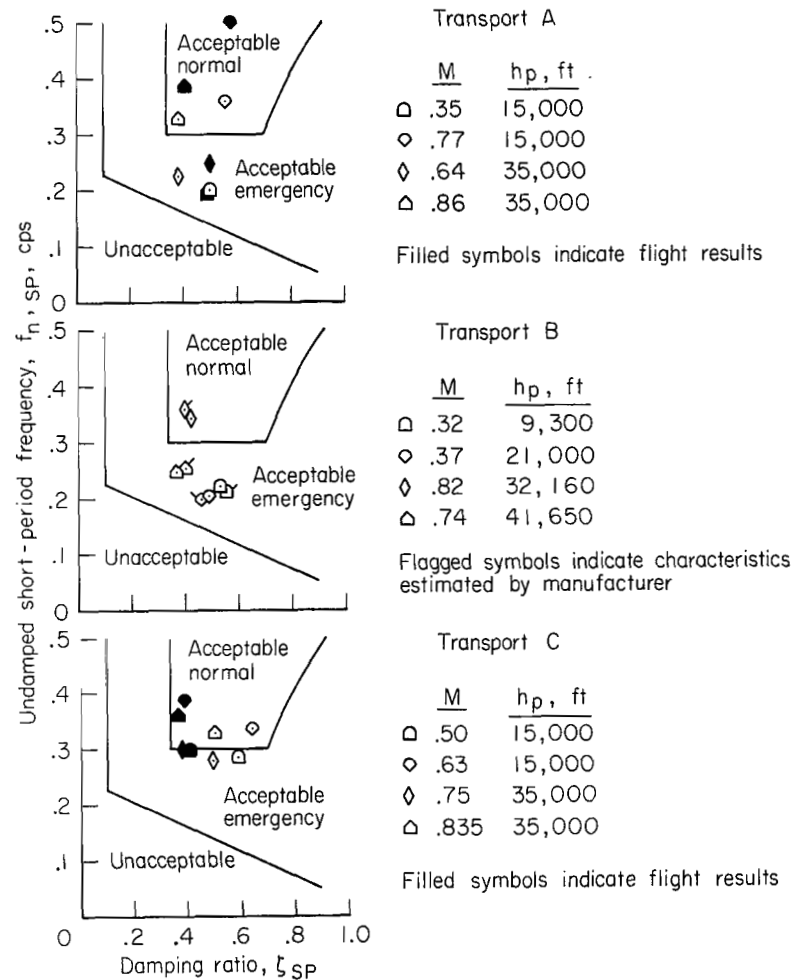 Undamped short-period frequency, fn,SP, cps
.5
.4
.3
.2
.1
0
Acceptable
normal
Acceptable
emergency
Unacceptable
Transport A
M hp, ft
.35 15,000
.77 15,000
.64 35,000
.86 35,000
Filled symbols indicate flight results
.5
.4
.3
.2
.1
0
Acceptable
normal
Acceptable
emergency
Unacceptable
Transport B
M hp, ft
.32 9,300
.37 21,000
.82 32,160
.74 41,650
Flagged symbols indicate characteristics
estimated by manufacturer
.5
.4
.3
.2
.1
Acceptable
normal
Acceptable
emergency
Unacceptable
Transport C
M hp, ft
.50 15,000
.63 15,000
.75 35,000
.835 35,000
Filled symbols indicate flight results
0 .2 .4 .6 .8 1.0
Damping ratio, ζSP